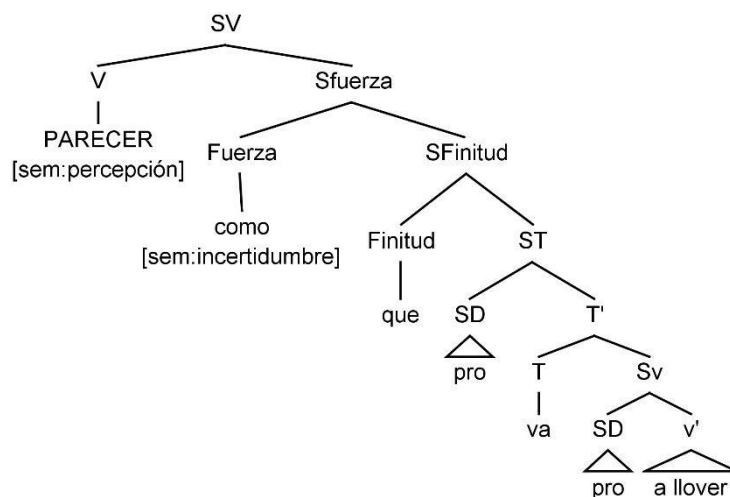 SV
V Sfuerza
PARECER
[sem:percepción]
Fuerza SFinitud
como
[sem:incertidumbre]
Finitud ST
que SD T'
pro T Sv
va SD v'
pro a llover